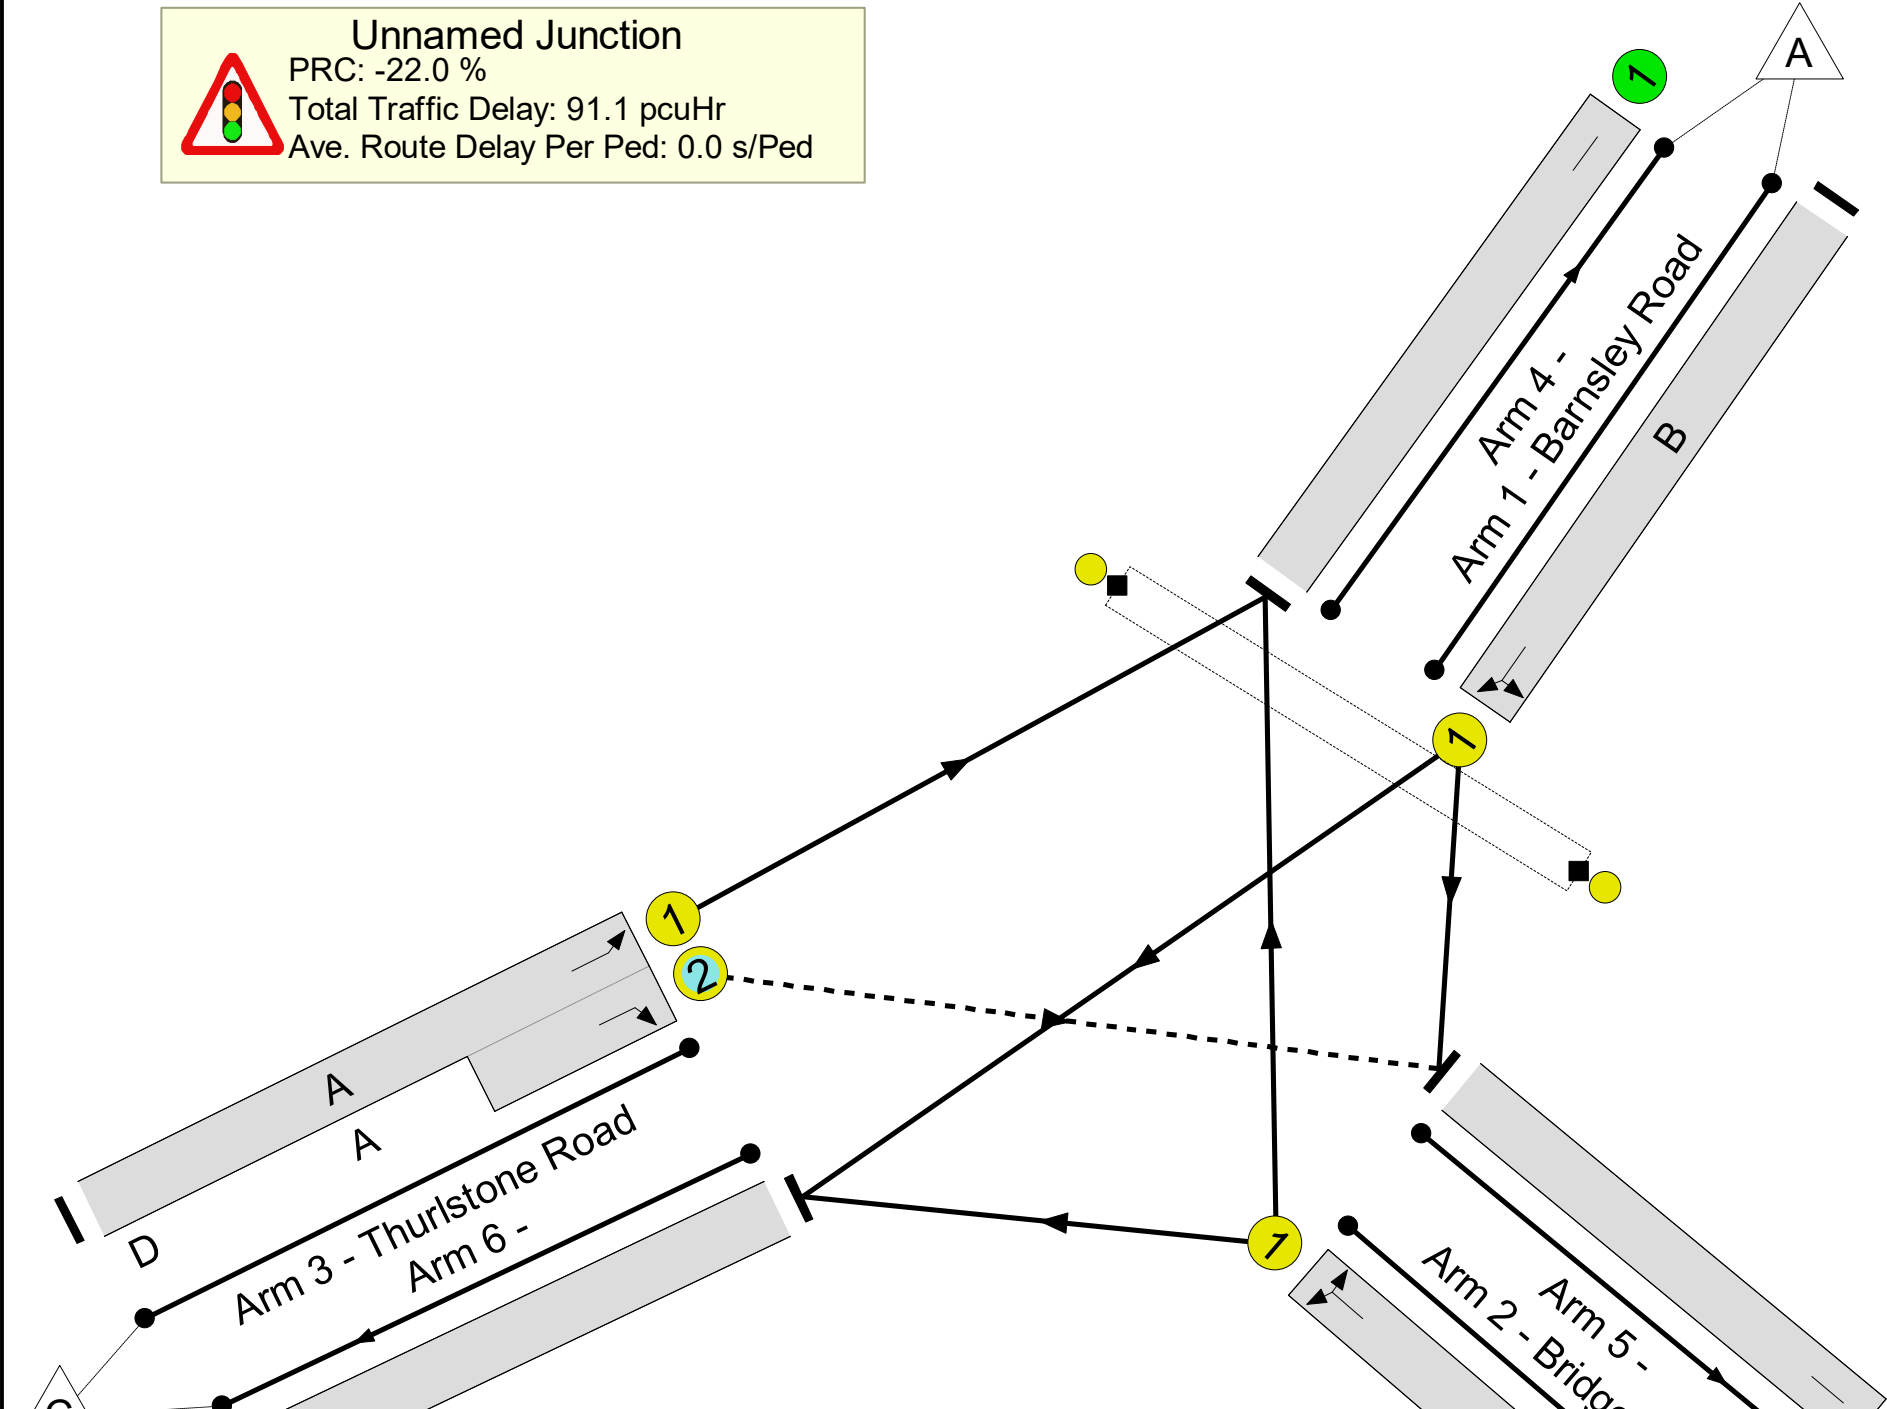 Unnamed Junction
PRC: -22.0 %
Total Traffic Delay: 91.1 pcuHr
Ave. Route Delay Per Ped: 0.0 s/Ped
A
1
Arm 4 -
Arm 1 - Barnsley Road
B
1
1
2
A
A
D
Arm 3 - Thurlstone Road
Arm 6 -
1
Arm 5 -
Arm 2 - Bridge